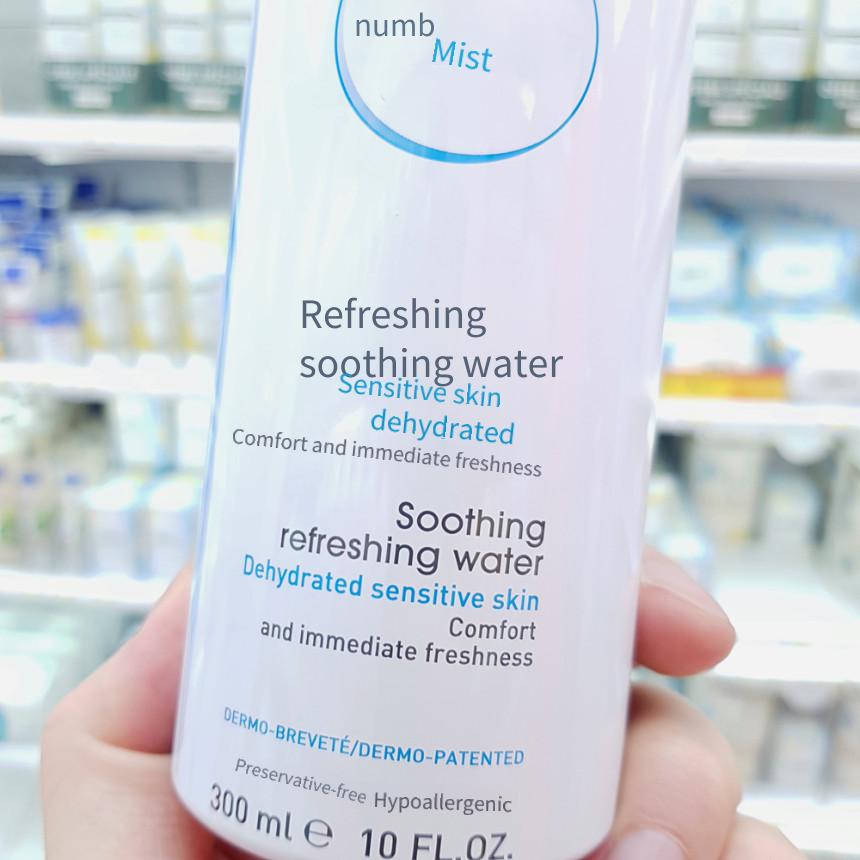 numb
Mist
Refreshing
soothing water
Sensitive skin
dehydrated
Comfort and immediate freshness
Soothing
refreshing water
Dehydrated sensitive skin
Comfort
and immediate freshness
DERMO-BREVETÉ/DERMO-PATENTED
Preservative-free Hypoallergenic
300 ml ℮ 10 FL.OZ.